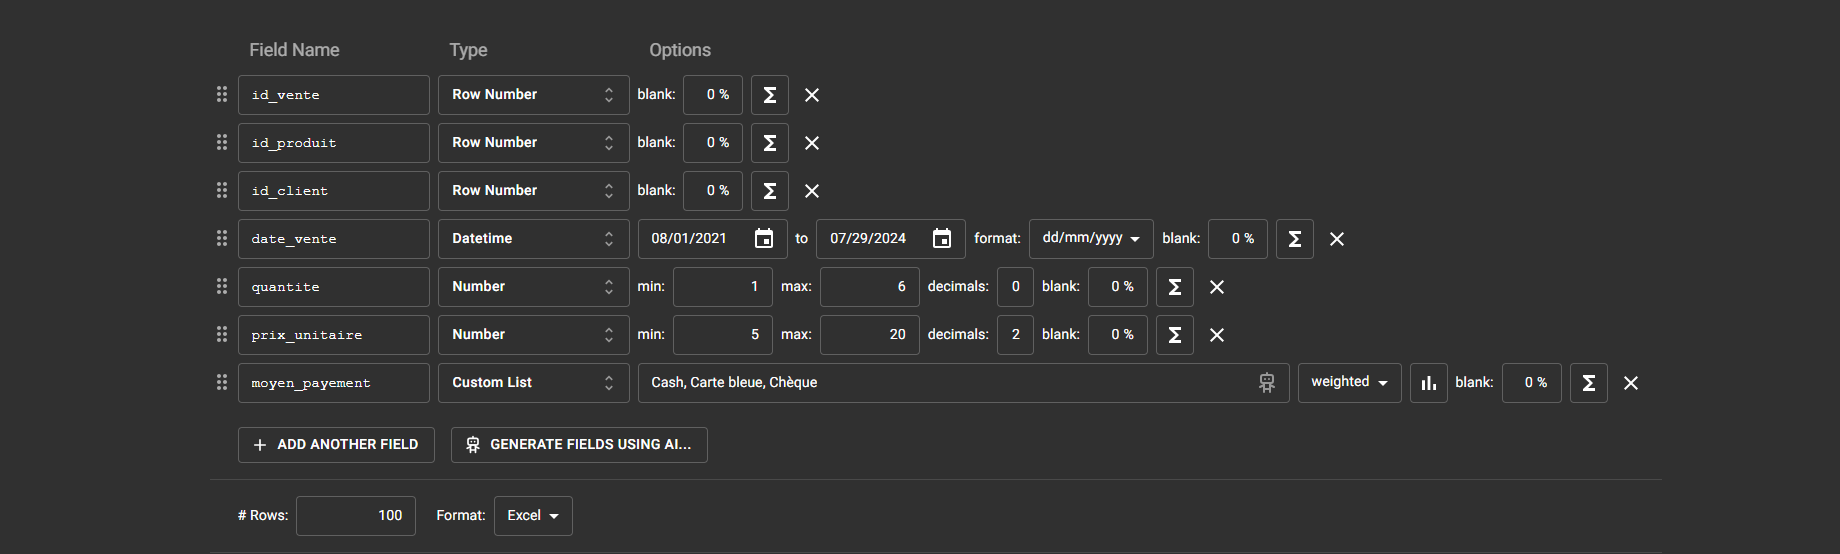 Field Name Type Options
id_vente Row Number blank: 0 % Σ
id_produit Row Number blank: 0 % Σ
id_client Row Number blank: 0 % Σ
date_vente Datetime 08/01/2021 to 07/29/2024 format: dd/mm/yyyy blank: 0 % Σ
quantite Number min: 1 max: 6 decimals: 0 blank: 0 % Σ
prix_unitaire Number min: 5 max: 20 decimals: 2 blank: 0 % Σ
moyen_payement Custom List Cash, Carte bleue, Chèque weighted blank: 0 % Σ
+ ADD ANOTHER FIELD GENERATE FIELDS USING AI...
# Rows: 100 Format: Excel